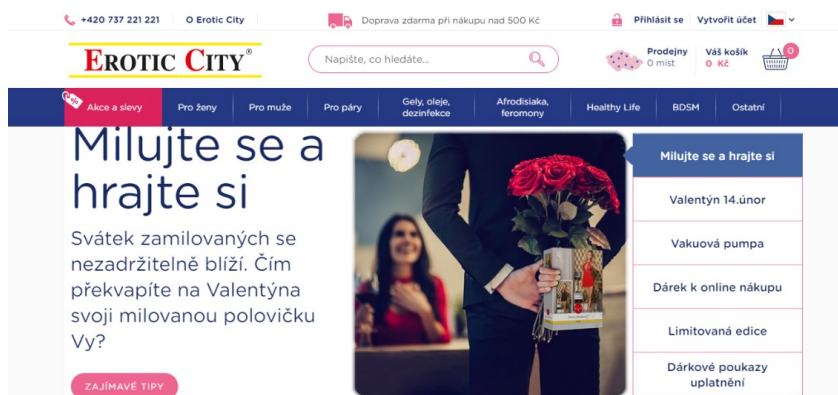 +420 737 221 221
O Erotic City
Doprava zdarma při nákupu nad 500 Kč
Přihlásit se
Vytvořit účet
EROTIC CITY®
Napište, co hledáte...
Prodejny
0 míst
Váš košík
0 Kč
0
%
Akce a slevy
Pro ženy
Pro muže
Pro páry
Gely, oleje,
dezinfekce
Afrodisiaka,
feromony
Healthy Life
BDSM
Ostatní
Milujte se a
hrajte si
Svátek zamilovaných se
nezadržitelně blíží. Čím
překvapíte na Valentýna
svoji milovanou polovičku
Vy?
ZAJÍMAVÉ TIPY
Milujte se a hrajte si
Valentýn 14.únor
Vakuová pumpa
Dárek k online nákupu
Limitovaná edice
Dárkové poukazy
uplatnění